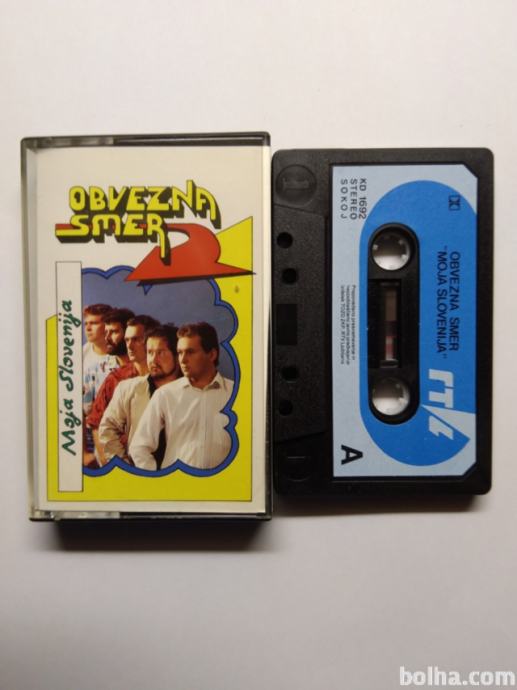 OBVEZNA
SMER
Moja Slovenija
KD 1692
STEREO
SOKOJ
OBVEZNA SMER
"MOJA SLOVENIJA"
A
bolha.com